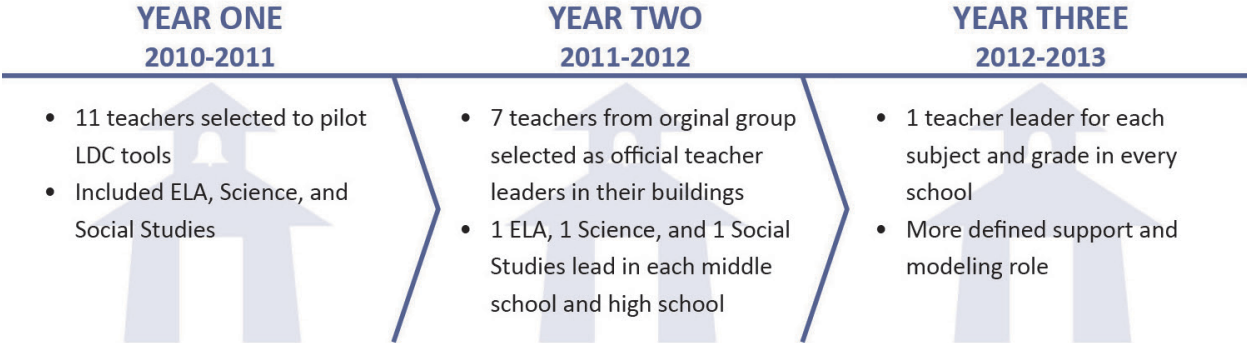 YEAR ONE
2010-2011
• 11 teachers selected to pilot
LDC tools
• Included ELA, Science, and
Social Studies
YEAR TWO
2011-2012
• 7 teachers from orginal group
selected as official teacher
leaders in their buildings
• 1 ELA, 1 Science, and 1 Social
Studies lead in each middle
school and high school
YEAR THREE
2012-2013
• 1 teacher leader for each
subject and grade in every
school
• More defined support and
modeling role